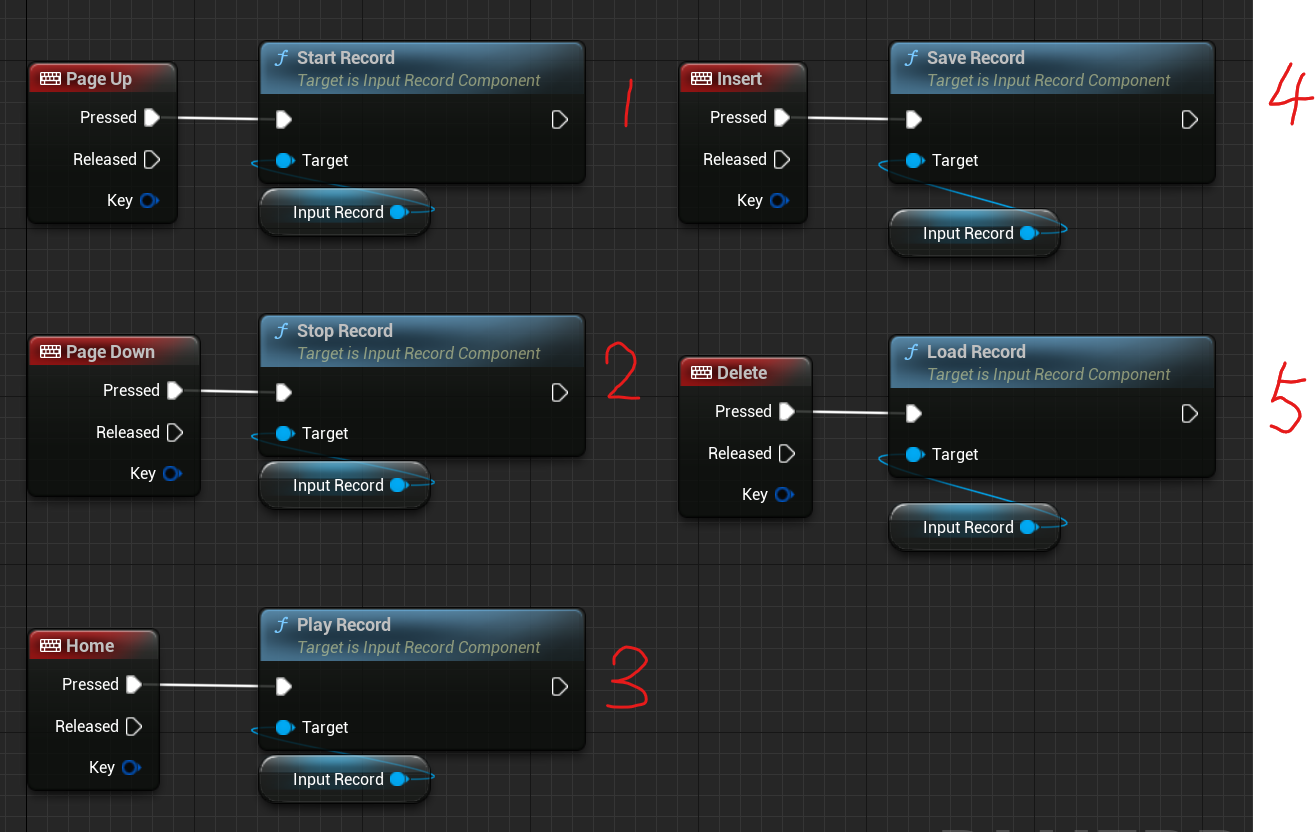 Page Up
Pressed
Released
Key
Start Record
Target is Input Record Component
Target
Input Record
1
Insert
Pressed
Released
Key
Save Record
Target is Input Record Component
Target
Input Record
4
Page Down
Pressed
Released
Key
Stop Record
Target is Input Record Component
Target
Input Record
2
Delete
Pressed
Released
Key
Load Record
Target is Input Record Component
Target
Input Record
5
Home
Pressed
Released
Key
Play Record
Target is Input Record Component
Target
Input Record
3